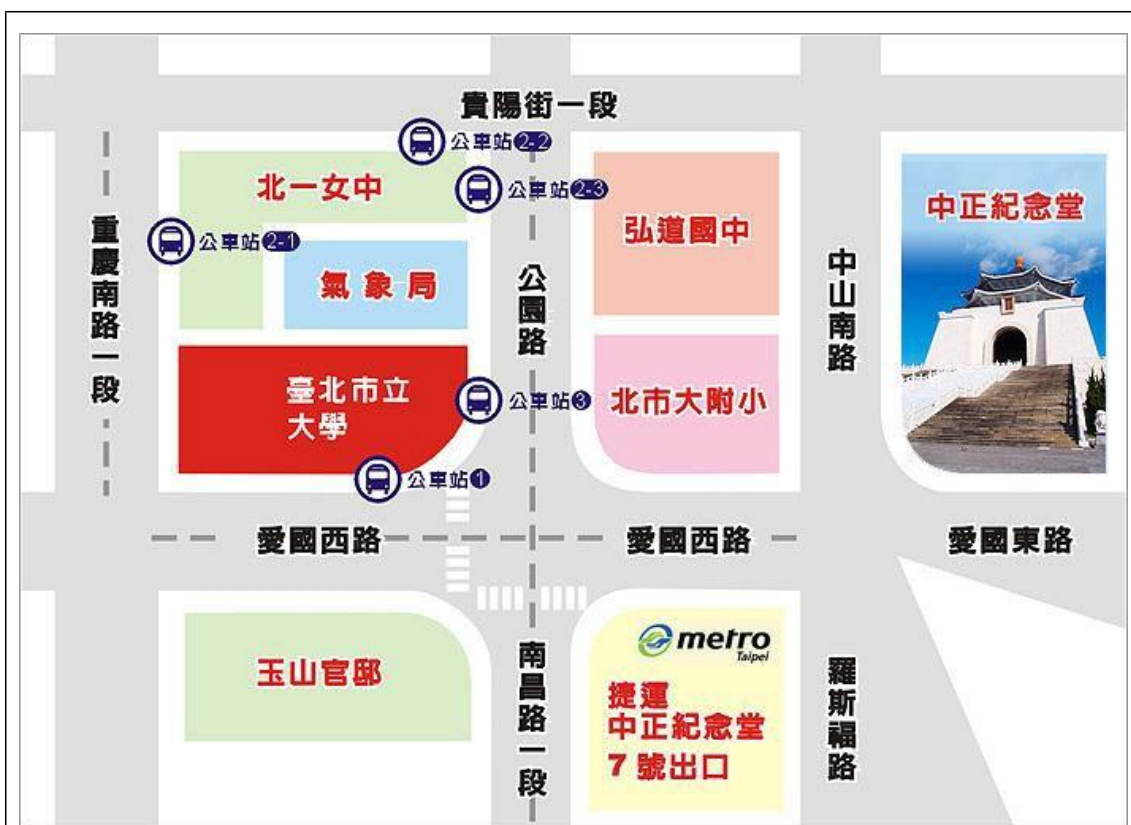 貴陽街一段
公車站2-2
北一女中
公車站2-3
中正紀念堂
弘道國中
公車站2-1
重慶南路一段
氣象局
公園路
中山南路
臺北市立
大學
公車站3
北市大附小
公車站1
愛國西路
愛國西路
愛國東路
metro
Taipei
玉山官邸
南昌路一段
捷運
中正紀念堂
7號出口
羅斯福路